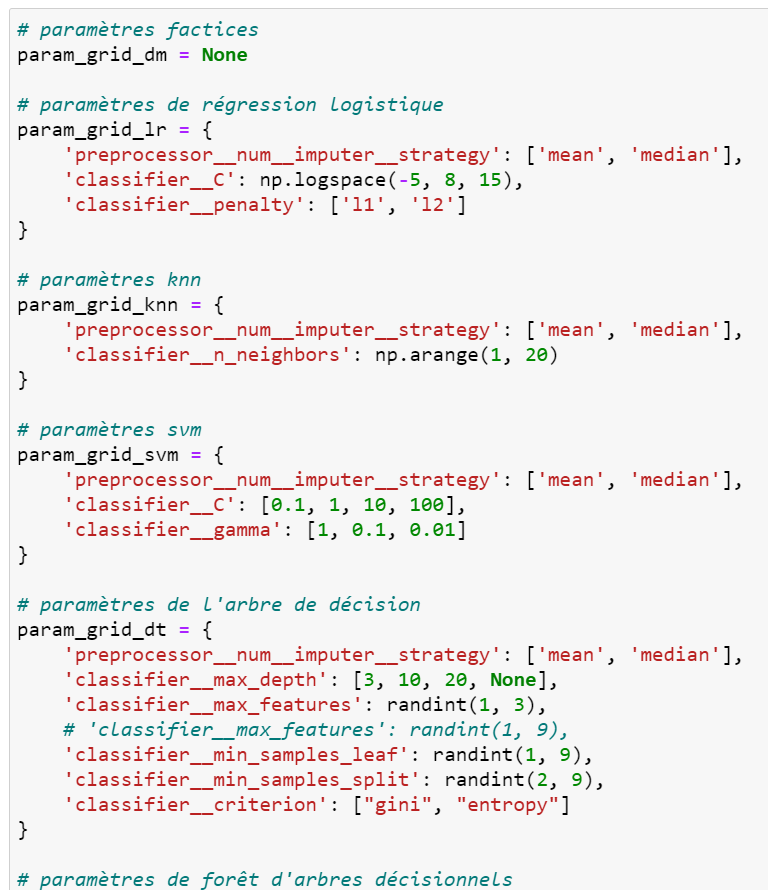 # paramètres factices
param_grid_dm = None
# paramètres de régression logistique
param_grid_lr = {
    'preprocessor__num__imputer__strategy': ['mean', 'median'],
    'classifier__C': np.logspace(-5, 8, 15),
    'classifier__penalty': ['l1', 'l2']
}
# paramètres knn
param_grid_knn = {
    'preprocessor__num__imputer__strategy': ['mean', 'median'],
    'classifier__n_neighbors': np.arange(1, 20)
}
# paramètres svm
param_grid_svm = {
    'preprocessor__num__imputer__strategy': ['mean', 'median'],
    'classifier__C': [0.1, 1, 10, 100],
    'classifier__gamma': [1, 0.1, 0.01]
}
# paramètres de l'arbre de décision
param_grid_dt = {
    'preprocessor__num__imputer__strategy': ['mean', 'median'],
    'classifier__max_depth': [3, 10, 20, None],
    'classifier__max_features': randint(1, 3),
    # 'classifier__max_features': randint(1, 9),
    'classifier__min_samples_leaf': randint(1, 9),
    'classifier__min_samples_split': randint(2, 9),
    'classifier__criterion': ["gini", "entropy"]
}
# paramètres de forêt d'arbres décisionnels